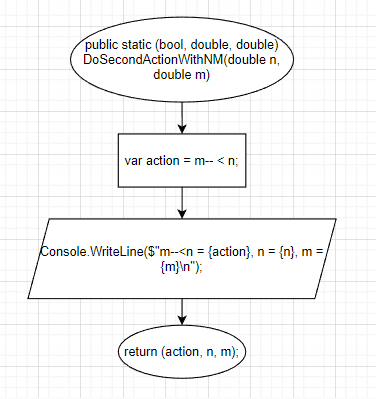 public static (bool, double, double)
DoSecondActionWithNM(double n,
double m)
var action = m-- < n;
Console.WriteLine($"m--<n = {action}, n = {n}, m =
{m}\n");
return (action, n, m);